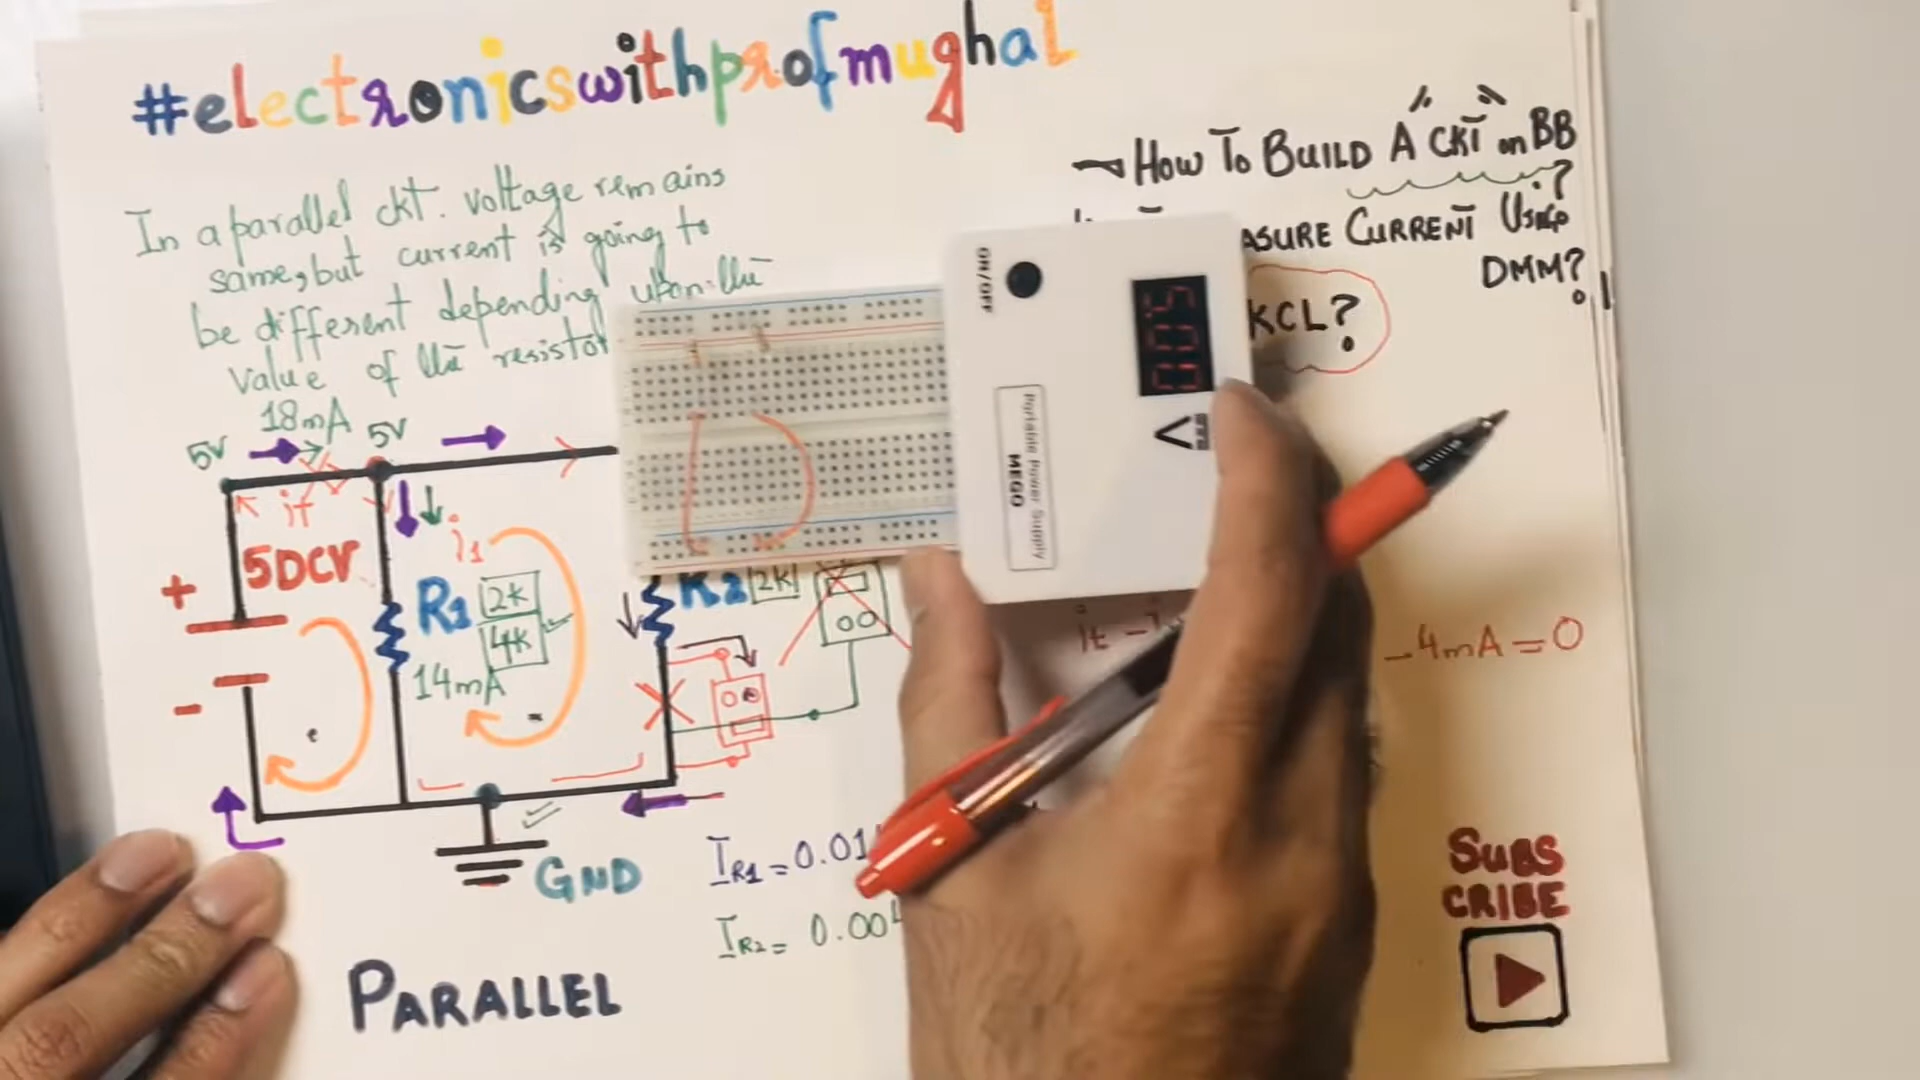 #electronicswithprofmughal
→ HOW TO BUILD A "CKT" on BB?
ASURE CURRENT USING
DMM?
KCL?
In a parallel ckt. voltage remains
same, but current is going to
be different depending upon the
value of the resistor
ON/OFF
5.00
V
Portable Power Supply
MEGO
18mA
5V
5V
it
i1
+
5DCV
-
R1
2K
4K
14mA
R2
2K
it -
-4mA=0
GND
IR1 = 0.01
IR2 = 0.004
PARALLEL
SUBS
CRIBE